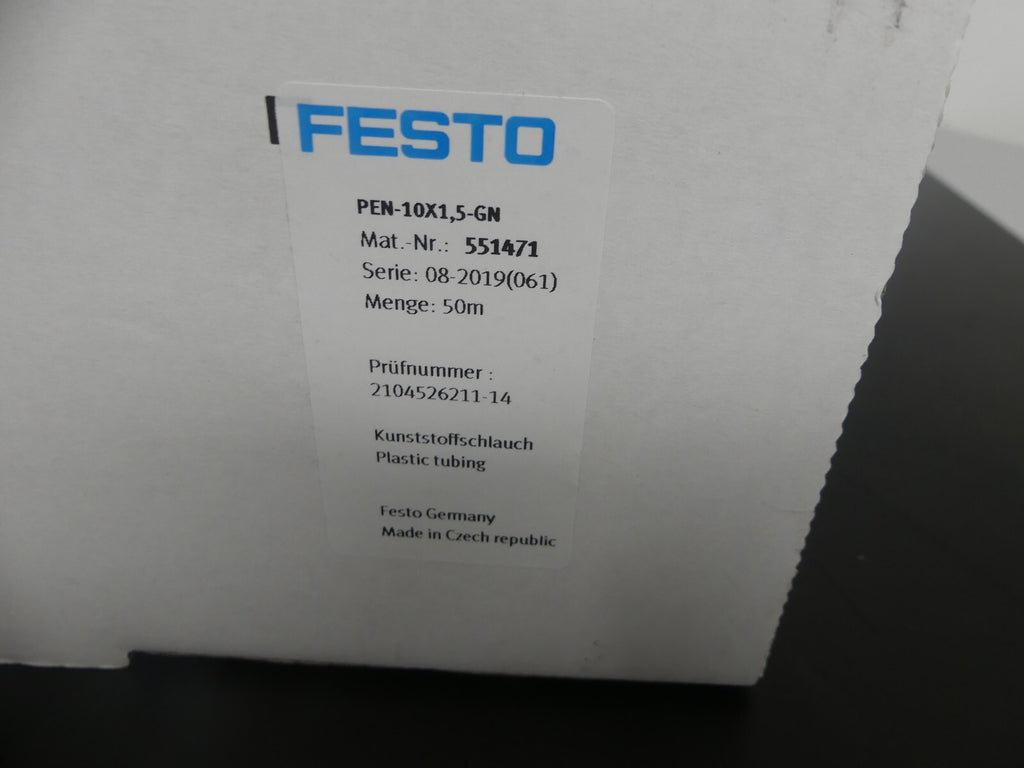 FESTO
PEN-10X1,5-GN
Mat.-Nr.: 551471
Serie: 08-2019(061)
Menge: 50m
Prüfnummer :
2104526211-14
Kunststoffschlauch
Plastic tubing
Festo Germany
Made in Czech republic